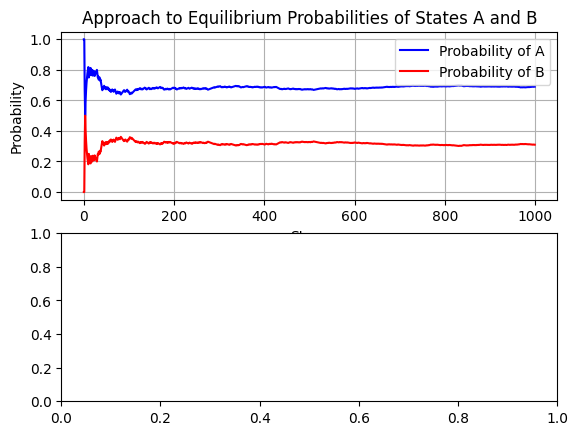 Approach to Equilibrium Probabilities of States A and B
1.0
0.8
0.6
0.4
0.2
0.0
Probability
Probability of A
Probability of B
0 200 400 600 800 1000
1.0
0.8
0.6
0.4
0.2
0.0
0.0 0.2 0.4 0.6 0.8 1.0